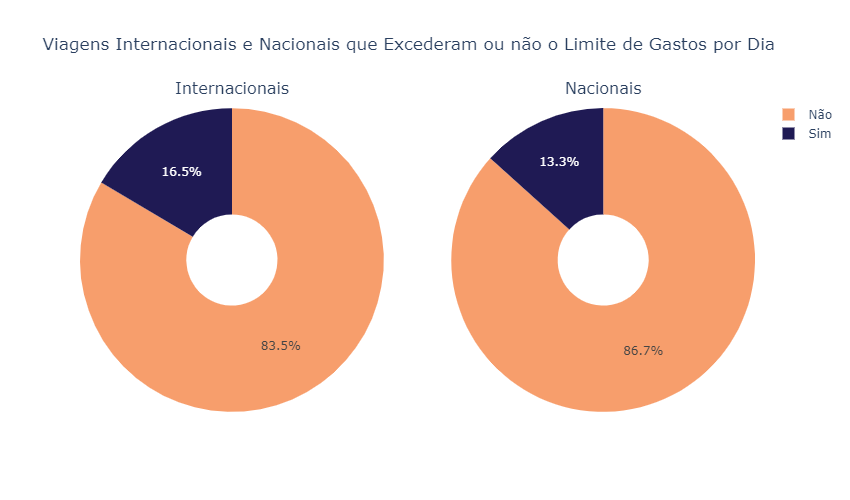 Viagens Internacionais e Nacionais que Excederam ou não o Limite de Gastos por Dia
Internacionais
Nacionais
Não
Sim
16.5%
13.3%
83.5%
86.7%